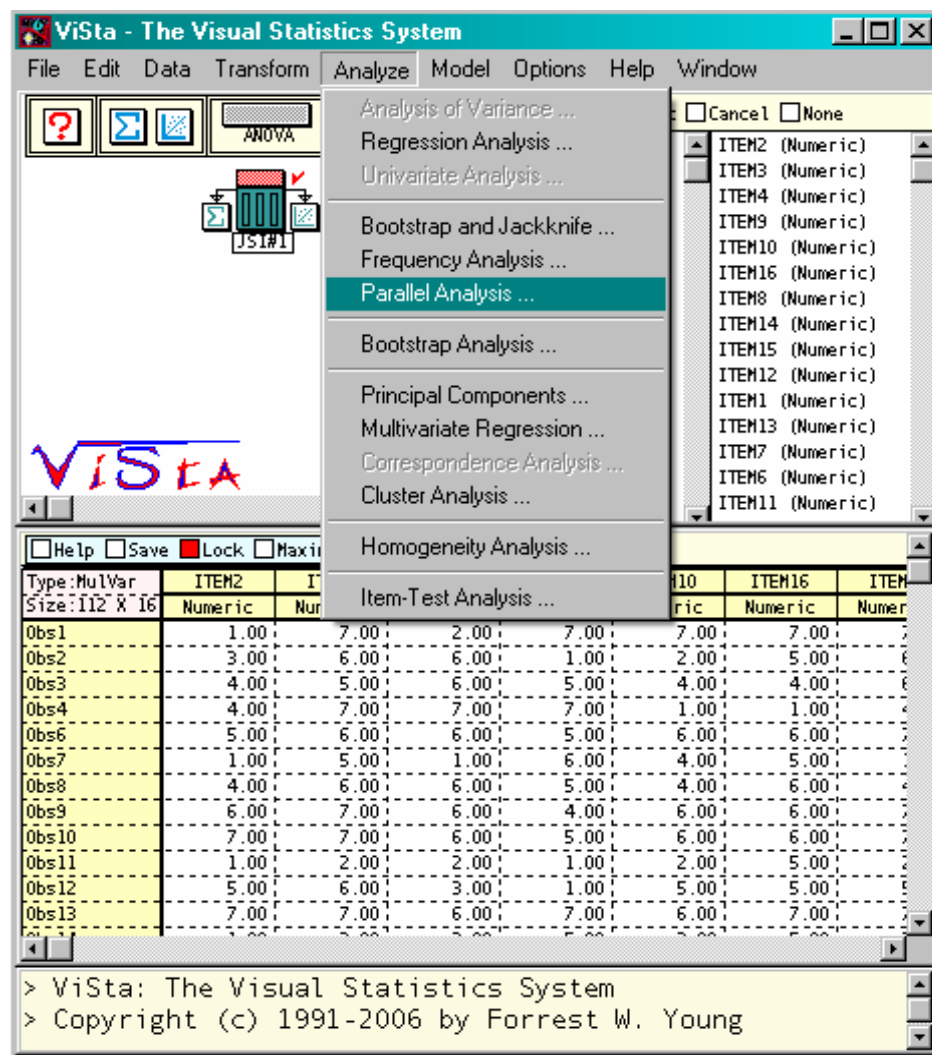 ViSta - The Visual Statistics System
File Edit Data Transform Analyze Model Options Help Window
ANOVA
JSI#1
ViStA
Analysis of Variance ...
Regression Analysis ...
Univariate Analysis ...
Bootstrap and Jackknife ...
Frequency Analysis ...
Parallel Analysis ...
Bootstrap Analysis ...
Principal Components ...
Multivariate Regression ...
Correspondence Analysis ...
Cluster Analysis ...
Homogeneity Analysis ...
Item-Test Analysis ...
Cancel None
ITEM2 (Numeric)
ITEM3 (Numeric)
ITEM4 (Numeric)
ITEM9 (Numeric)
ITEM10 (Numeric)
ITEM16 (Numeric)
ITEM8 (Numeric)
ITEM14 (Numeric)
ITEM15 (Numeric)
ITEM12 (Numeric)
ITEM1 (Numeric)
ITEM13 (Numeric)
ITEM7 (Numeric)
ITEM6 (Numeric)
ITEM11 (Numeric)
Help Save Lock
Type:MulVar ITEM2 ITEM16 ITEM
Size:112 X 16 Numeric Numeric
Obs1 1.00 7.00 2.00 7.00 7.00 7.00
Obs2 3.00 6.00 6.00 1.00 2.00 5.00
Obs3 4.00 5.00 6.00 5.00 4.00 4.00
Obs4 4.00 7.00 7.00 7.00 1.00 1.00
Obs6 5.00 6.00 6.00 5.00 6.00 6.00
Obs7 1.00 5.00 1.00 6.00 4.00 5.00
Obs8 4.00 6.00 6.00 5.00 4.00 6.00
Obs9 6.00 7.00 6.00 4.00 6.00 6.00
Obs10 7.00 7.00 6.00 5.00 6.00 6.00
Obs11 1.00 2.00 2.00 1.00 2.00 5.00
Obs12 5.00 6.00 3.00 1.00 5.00 5.00
Obs13 7.00 7.00 6.00 7.00 6.00 7.00
> ViSta: The Visual Statistics System
> Copyright (c) 1991-2006 by Forrest W. Young